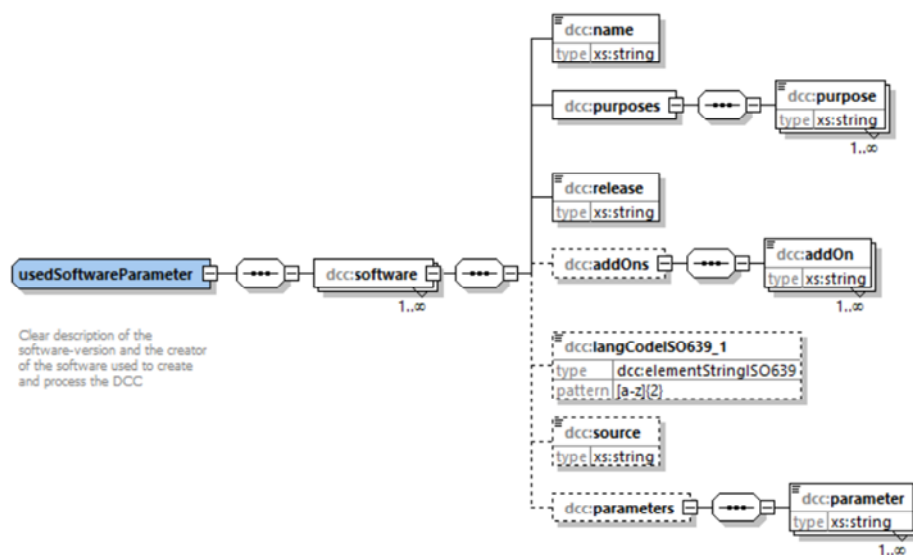 dcc:name
type xs:string
dcc:purposes
dcc:purpose
type xs:string
1..∞
dcc:release
type xs:string
usedSoftwareParameter
dcc:software
1..∞
dcc:addOns
dcc:addOn
type xs:string
1..∞
Clear description of the
software-version and the creator
of the software used to create
and process the DCC
dcc:langCodeISO639_1
type dcc:elementStringISO639
pattern [a-z]{2}
dcc:source
type xs:string
dcc:parameters
dcc:parameter
type xs:string
1..∞